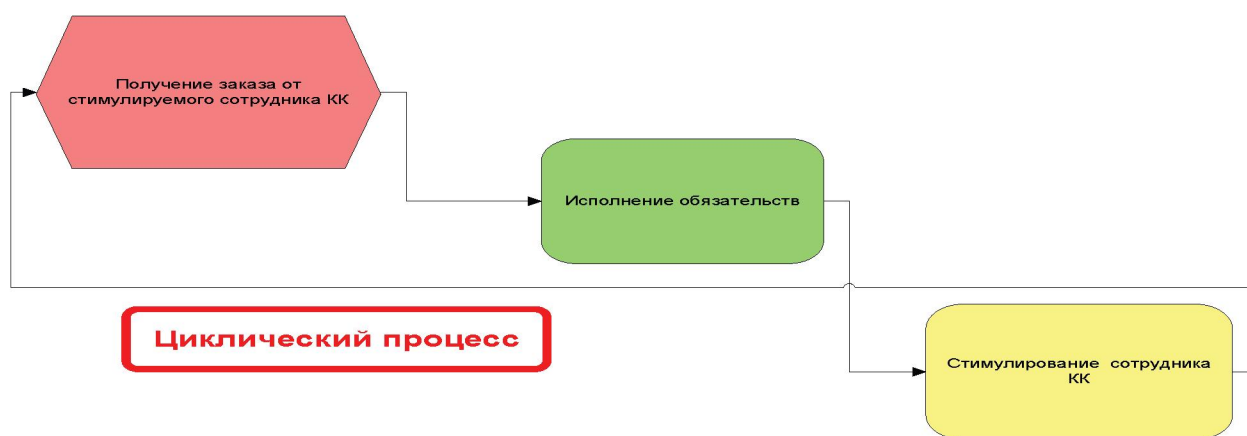 Получение заказа от
стимулируемого сотрудника КК
Исполнение обязательств
Циклический процесс
Стимулирование сотрудника
КК